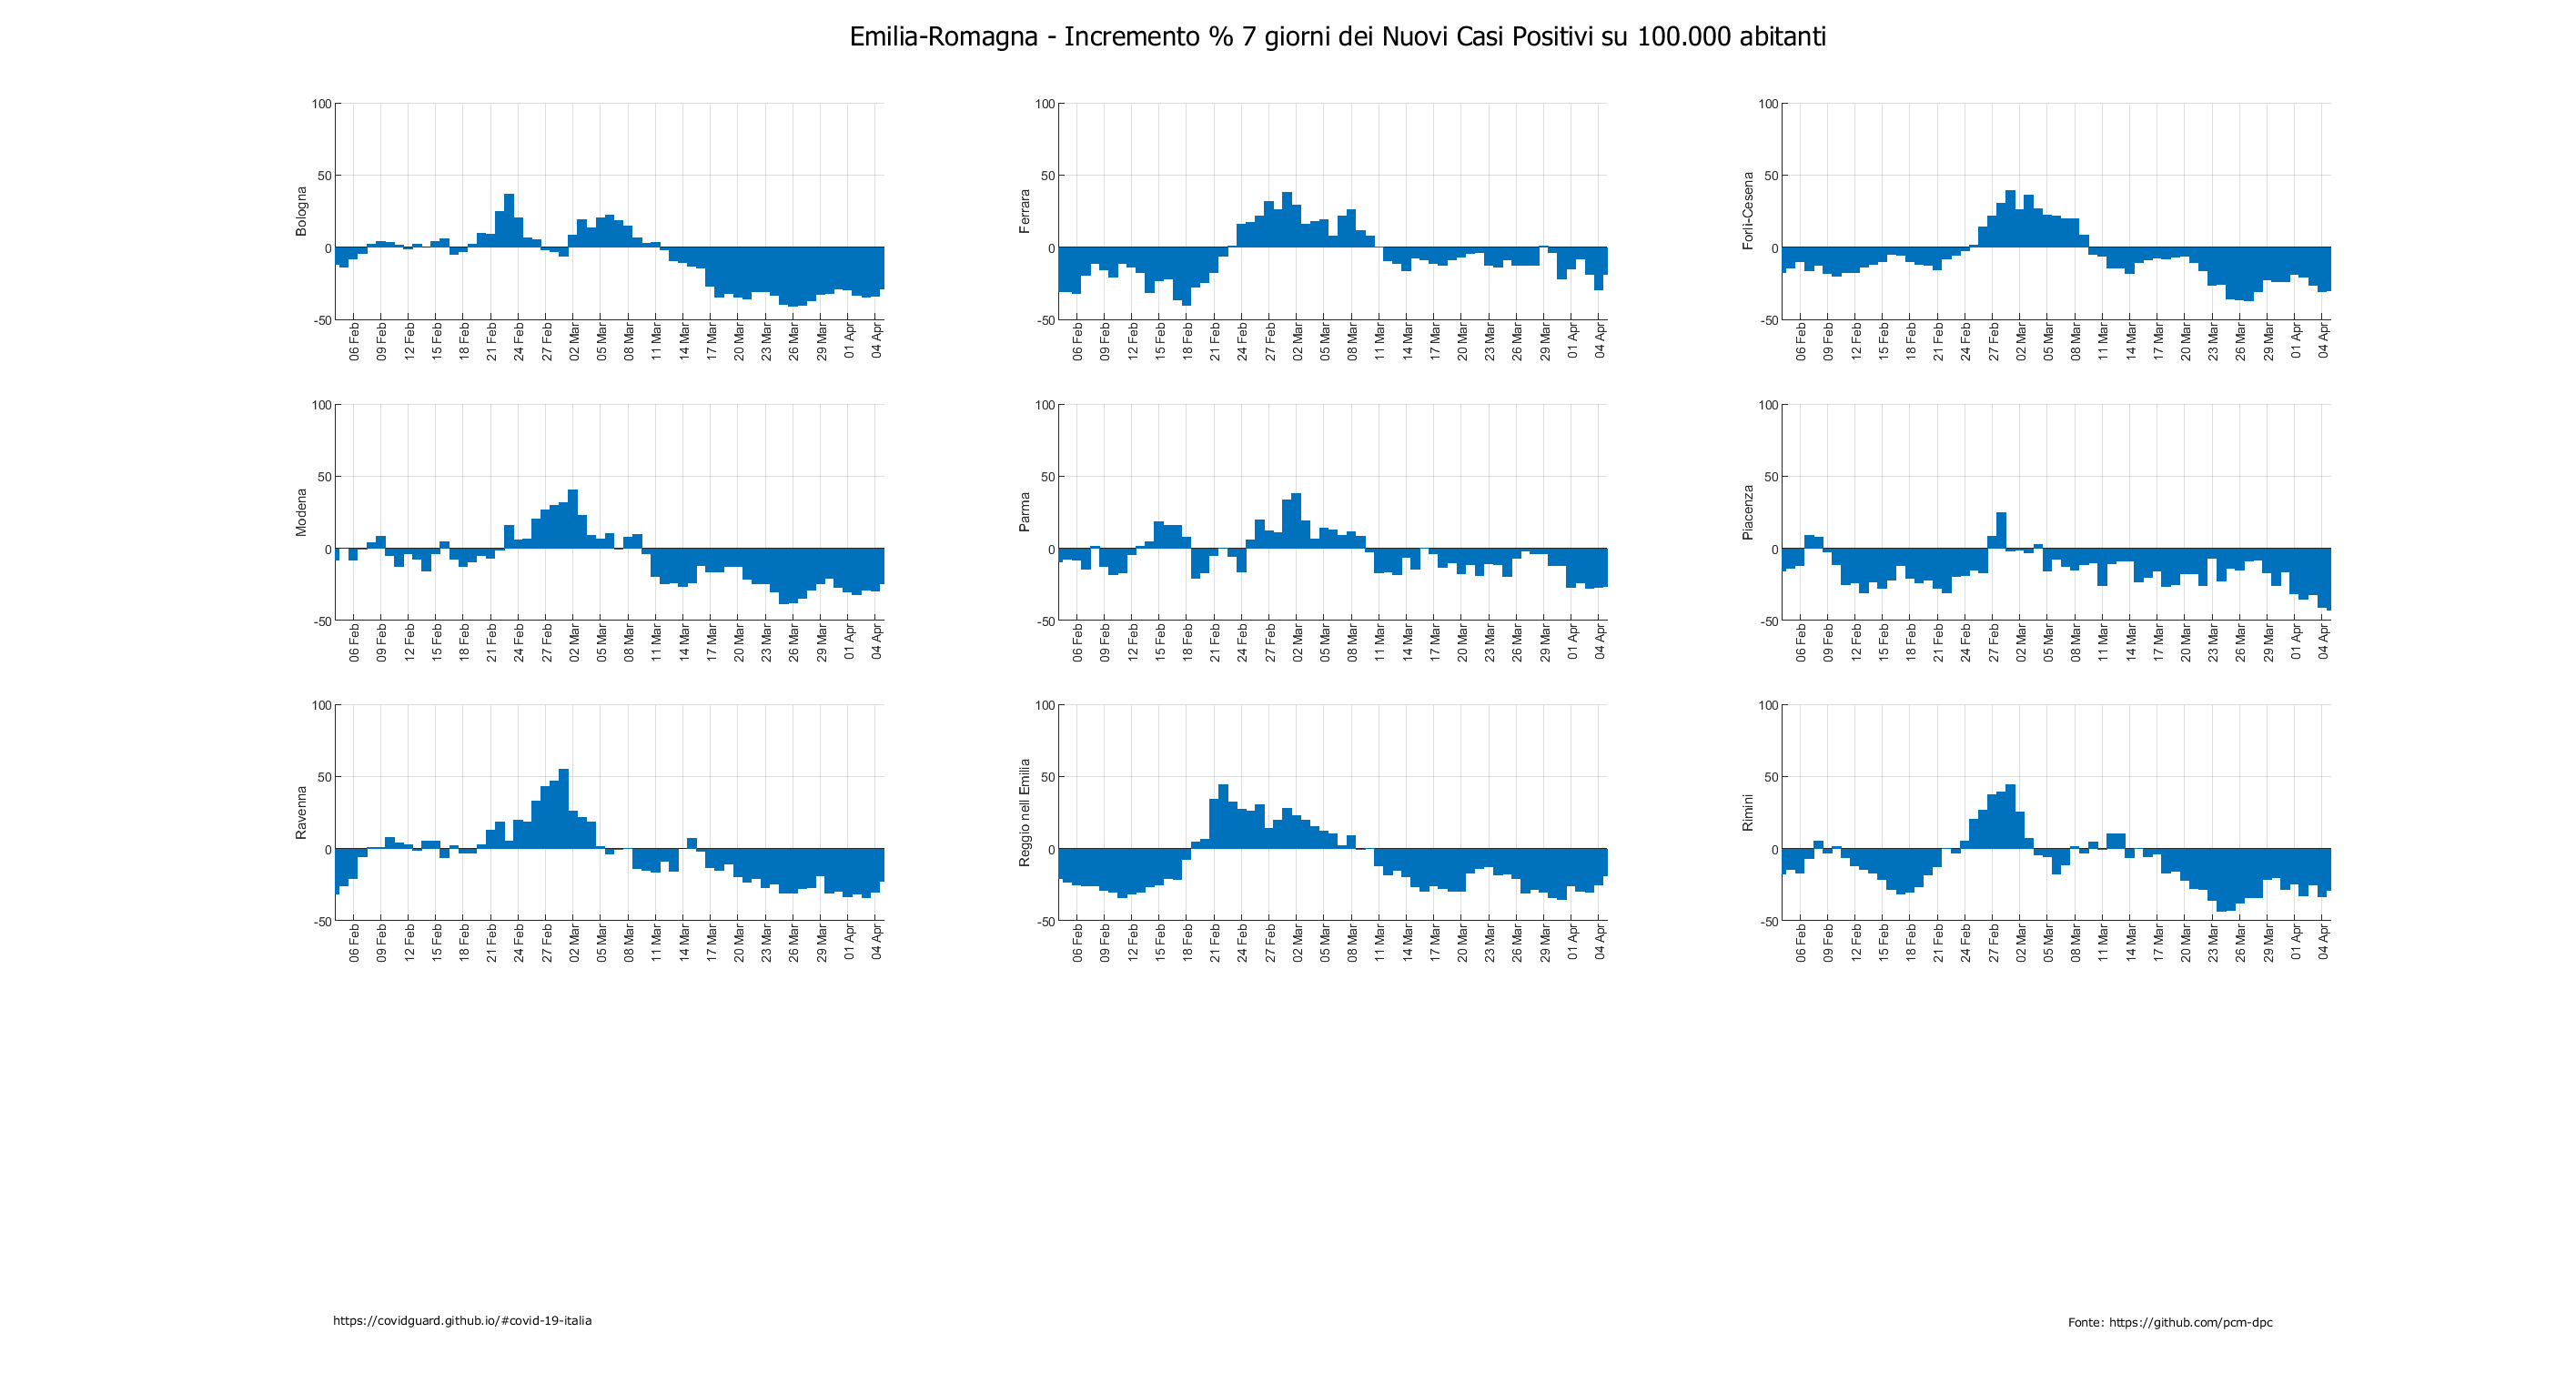 Emilia-Romagna - Incremento % 7 giorni dei Nuovi Casi Positivi su 100.000 abitanti
Bologna
100
50
0
-50
06 Feb 09 Feb 12 Feb 15 Feb 18 Feb 21 Feb 24 Feb 27 Feb 02 Mar 05 Mar 08 Mar 11 Mar 14 Mar 17 Mar 20 Mar 23 Mar 26 Mar 29 Mar 01 Apr 04 Apr
Ferrara
100
50
0
-50
06 Feb 09 Feb 12 Feb 15 Feb 18 Feb 21 Feb 24 Feb 27 Feb 02 Mar 05 Mar 08 Mar 11 Mar 14 Mar 17 Mar 20 Mar 23 Mar 26 Mar 29 Mar 01 Apr 04 Apr
Forlì-Cesena
100
50
0
-50
06 Feb 09 Feb 12 Feb 15 Feb 18 Feb 21 Feb 24 Feb 27 Feb 02 Mar 05 Mar 08 Mar 11 Mar 14 Mar 17 Mar 20 Mar 23 Mar 26 Mar 29 Mar 01 Apr 04 Apr
Modena
100
50
0
-50
06 Feb 09 Feb 12 Feb 15 Feb 18 Feb 21 Feb 24 Feb 27 Feb 02 Mar 05 Mar 08 Mar 11 Mar 14 Mar 17 Mar 20 Mar 23 Mar 26 Mar 29 Mar 01 Apr 04 Apr
Parma
100
50
0
-50
06 Feb 09 Feb 12 Feb 15 Feb 18 Feb 21 Feb 24 Feb 27 Feb 02 Mar 05 Mar 08 Mar 11 Mar 14 Mar 17 Mar 20 Mar 23 Mar 26 Mar 29 Mar 01 Apr 04 Apr
Piacenza
100
50
0
-50
06 Feb 09 Feb 12 Feb 15 Feb 18 Feb 21 Feb 24 Feb 27 Feb 02 Mar 05 Mar 08 Mar 11 Mar 14 Mar 17 Mar 20 Mar 23 Mar 26 Mar 29 Mar 01 Apr 04 Apr
Ravenna
100
50
0
-50
06 Feb 09 Feb 12 Feb 15 Feb 18 Feb 21 Feb 24 Feb 27 Feb 02 Mar 05 Mar 08 Mar 11 Mar 14 Mar 17 Mar 20 Mar 23 Mar 26 Mar 29 Mar 01 Apr 04 Apr
Reggio nell Emilia
100
50
0
-50
06 Feb 09 Feb 12 Feb 15 Feb 18 Feb 21 Feb 24 Feb 27 Feb 02 Mar 05 Mar 08 Mar 11 Mar 14 Mar 17 Mar 20 Mar 23 Mar 26 Mar 29 Mar 01 Apr 04 Apr
Rimini
100
50
0
-50
06 Feb 09 Feb 12 Feb 15 Feb 18 Feb 21 Feb 24 Feb 27 Feb 02 Mar 05 Mar 08 Mar 11 Mar 14 Mar 17 Mar 20 Mar 23 Mar 26 Mar 29 Mar 01 Apr 04 Apr
https://covidguard.github.io/#covid-19-italia
Fonte: https://github.com/pcm-dpc